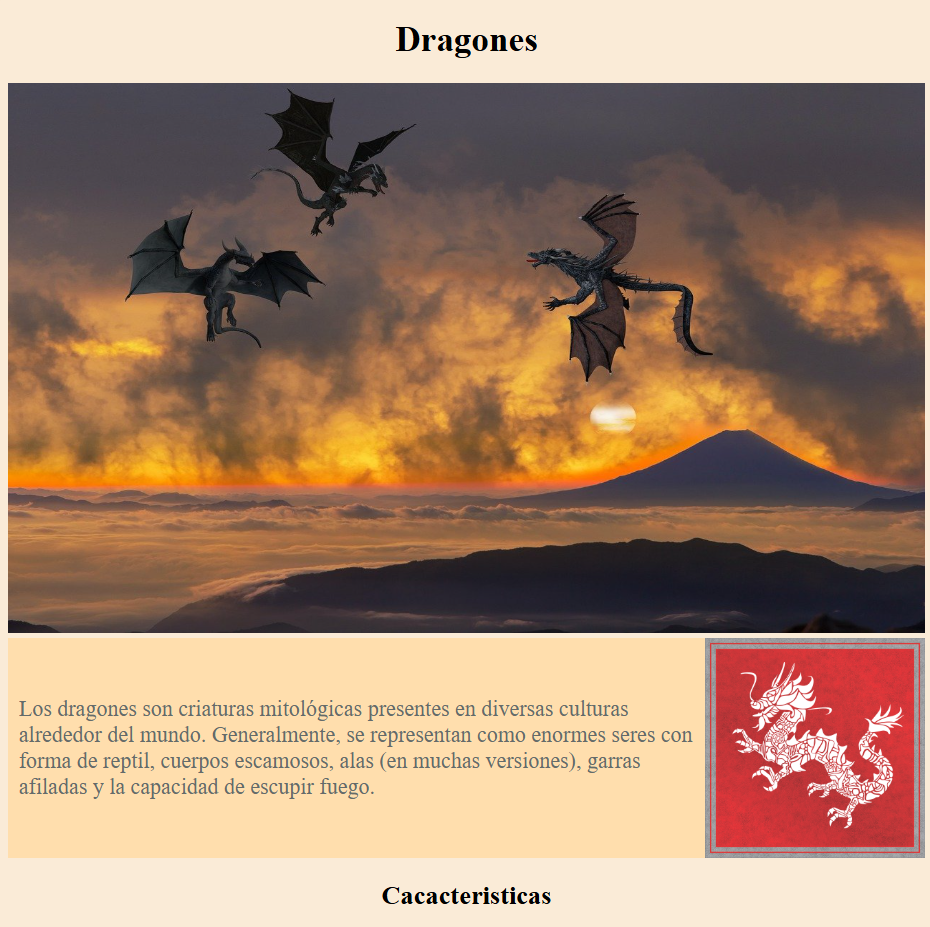 Dragones
Los dragones son criaturas mitológicas presentes en diversas culturas
alrededor del mundo. Generalmente, se representan como enormes seres con
forma de reptil, cuerpos escamosos, alas (en muchas versiones), garras
afiladas y la capacidad de escupir fuego.
Cacacteristicas